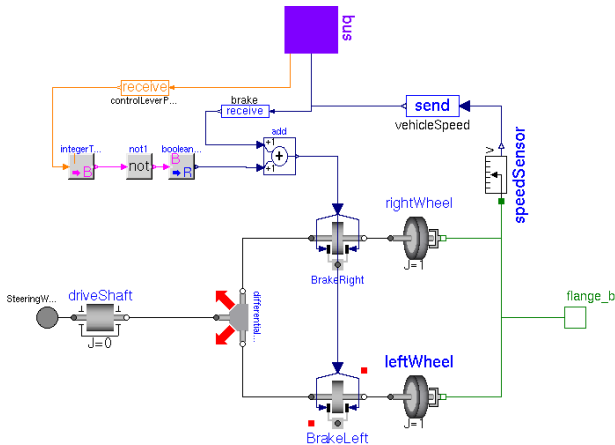 bus
receive
controlLeverP...
brake
receive
send
vehicleSpeed
integerT...
not1
boolean...
add
B
not
B
R
+1
+
+1
v
speedSensor
rightWheel
J=1
BrakeRight
SteeringW...
driveShaft
J=0
differential...
flange_b
leftWheel
J=1
BrakeLeft